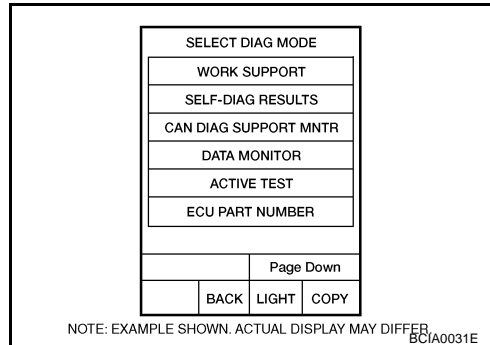 SELECT DIAG MODE
WORK SUPPORT
SELF-DIAG RESULTS
CAN DIAG SUPPORT MNTR
DATA MONITOR
ACTIVE TEST
ECU PART NUMBER
Page Down
BACK LIGHT COPY
NOTE: EXAMPLE SHOWN. ACTUAL DISPLAY MAY DIFFER.
BCIA0031E